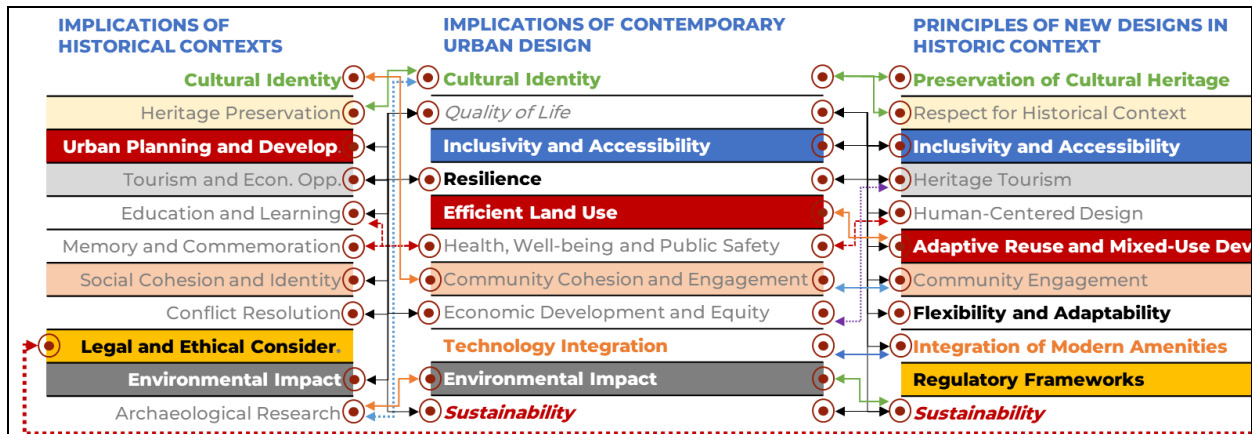 IMPLICATIONS OF
HISTORICAL CONTEXTS
Cultural Identity
Heritage Preservation
Urban Planning and Develop.
Tourism and Econ. Opp.
Education and Learning
Memory and Commemoration
Social Cohesion and Identity
Conflict Resolution
Legal and Ethical Consider.
Environmental Impact
Archaeological Research
IMPLICATIONS OF CONTEMPORARY
URBAN DESIGN
Cultural Identity
Quality of Life
Inclusivity and Accessibility
Resilience
Efficient Land Use
Health, Well-being and Public Safety
Community Cohesion and Engagement
Economic Development and Equity
Technology Integration
Environmental Impact
Sustainability
PRINCIPLES OF NEW DESIGNS IN
HISTORIC CONTEXT
Preservation of Cultural Heritage
Respect for Historical Context
Inclusivity and Accessibility
Heritage Tourism
Human-Centered Design
Adaptive Reuse and Mixed-Use Dev
Community Engagement
Flexibility and Adaptability
Integration of Modern Amenities
Regulatory Frameworks
Sustainability